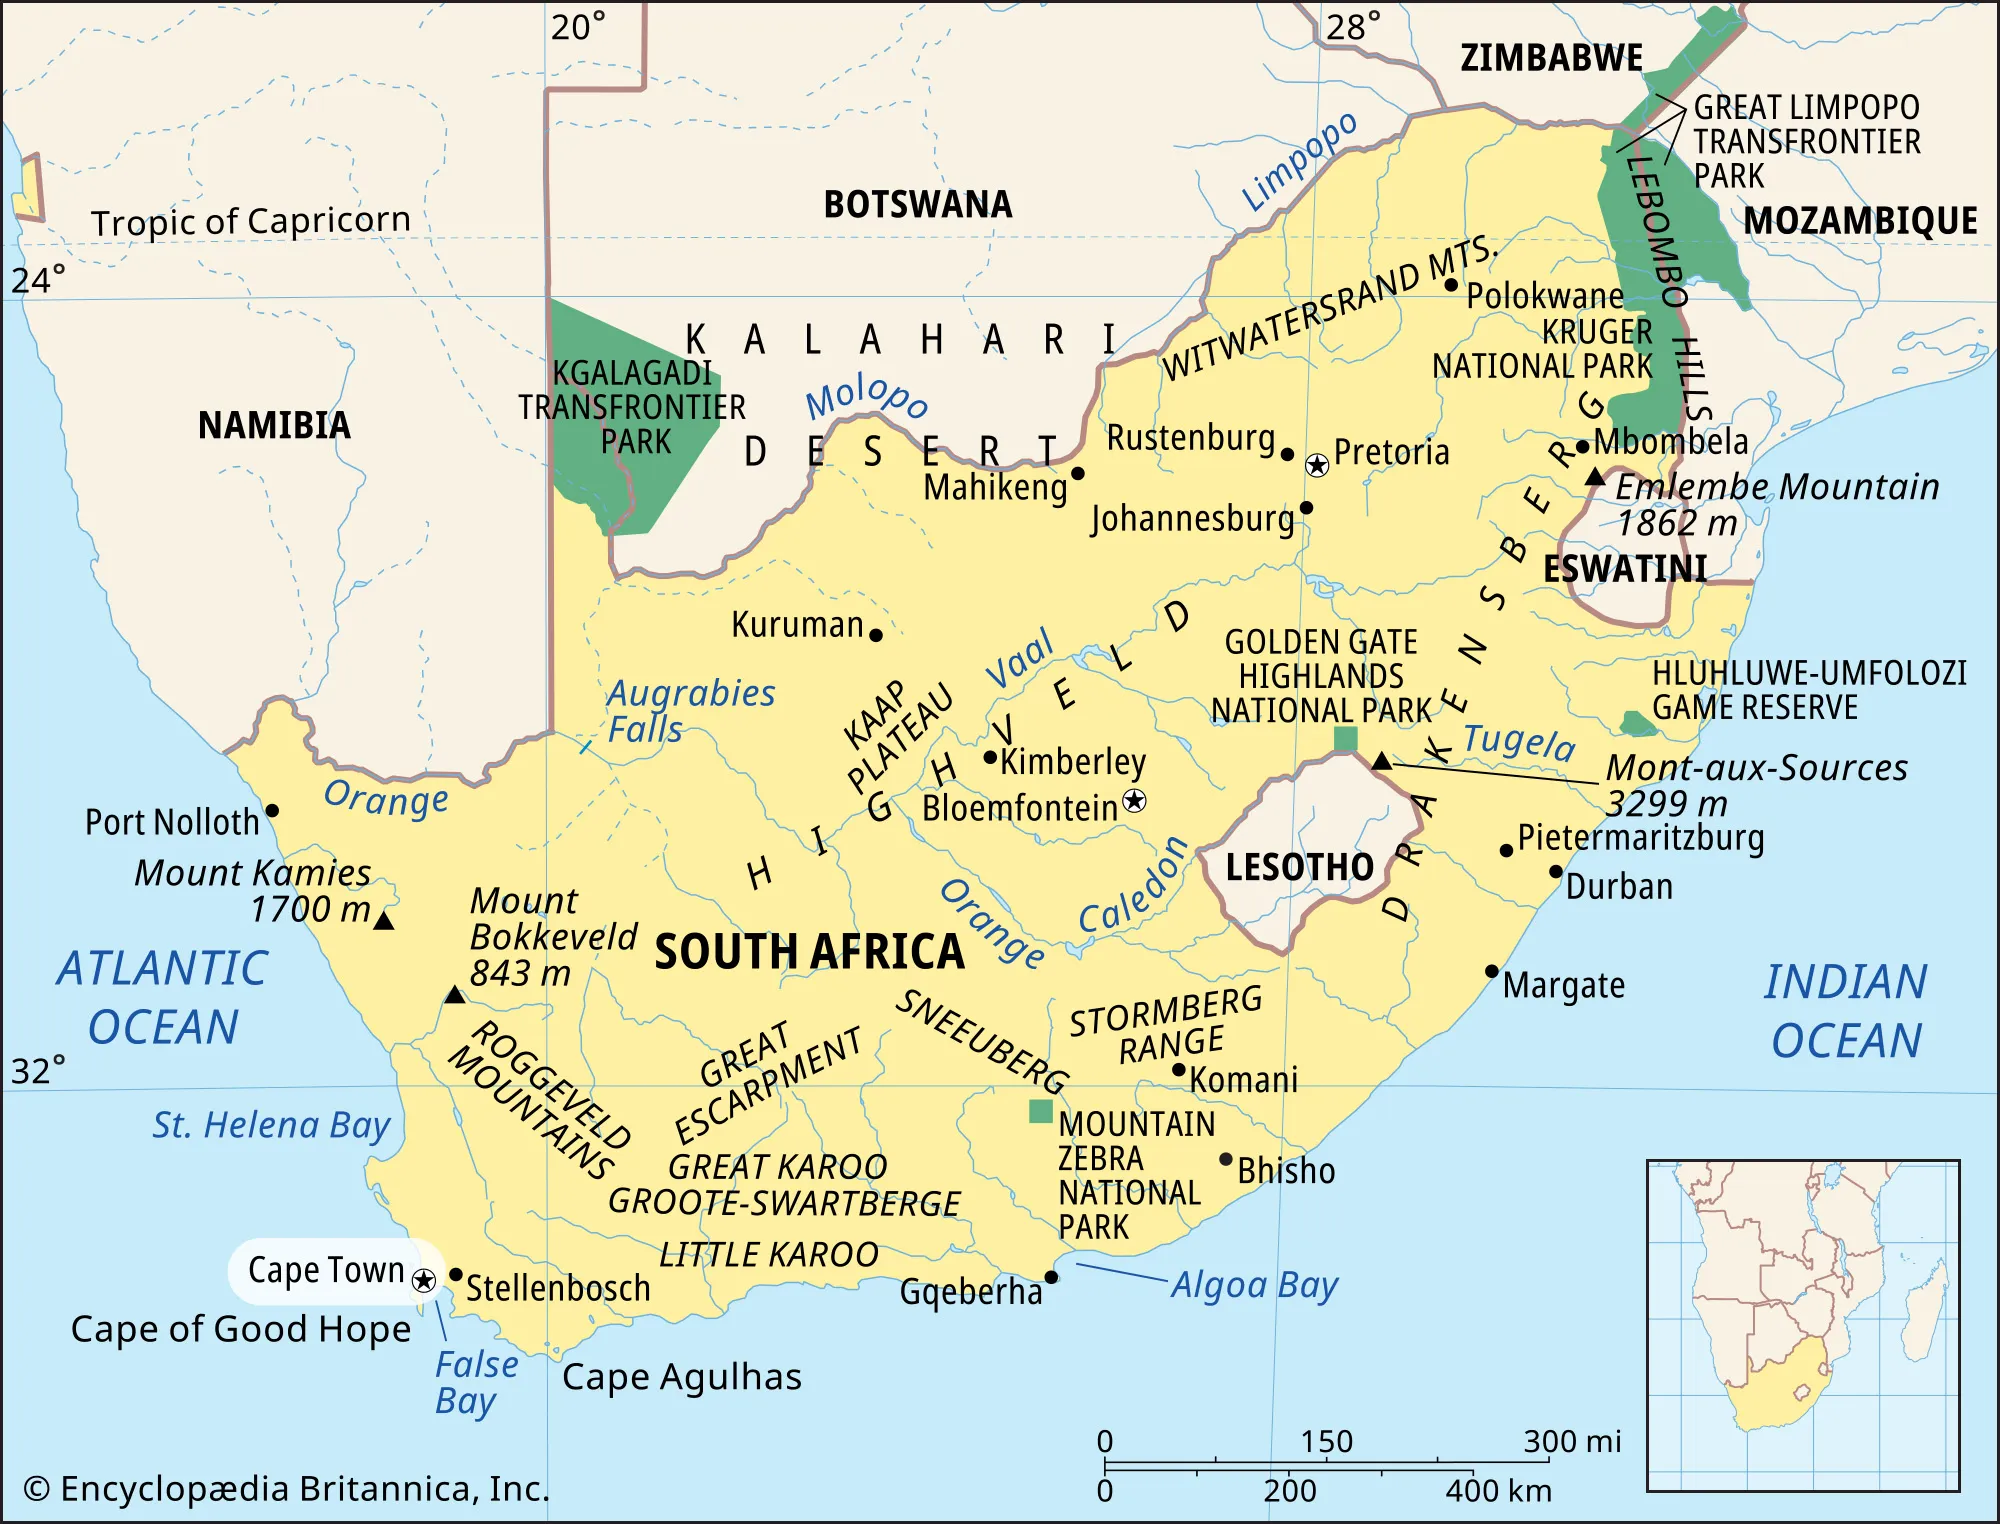 20°
28°
ZIMBABWE
GREAT LIMPOPO
TRANSFRONTIER
PARK
Limpopo
LEBOMBO HILLS
BOTSWANA
MOZAMBIQUE
Tropic of Capricorn
24°
WITWATERSRAND MTS.
Polokwane
KRUGER
NATIONAL PARK
KALAHARI
DESERT
KGALAGADI
TRANSFRONTIER
PARK
Molopo
NAMIBIA
Rustenburg
Pretoria
Mbombela
Mahikeng
Johannesburg
Emlembe Mountain
1862 m
ESWATINI
DRAKENSBERG
Kuruman
Vaal
HIGHVELD
GOLDEN GATE
HIGHLANDS
NATIONAL PARK
HLUHLUWE-UMFOLOZI
GAME RESERVE
Augrabies
Falls
KAAP
PLATEAU
Tugela
Kimberley
Mont-aux-Sources
3299 m
Orange
Port Nolloth
Bloemfontein
Pietermaritzburg
Mount Kamies
1700 m
LESOTHO
Durban
Mount
Bokkeveld
843 m
Orange
Caledon
SOUTH AFRICA
ATLANTIC
OCEAN
Margate
INDIAN
OCEAN
SNEEUBERG
STORMBERG
RANGE
ROGGEVELD
MOUNTAINS
GREAT
ESCARPMENT
32°
Komani
St. Helena Bay
MOUNTAIN
ZEBRA
NATIONAL
PARK
GREAT KAROO
GROOTE-SWARTBERGE
Bhisho
LITTLE KAROO
Cape Town
Stellenbosch
Gqeberha
Algoa Bay
Cape of Good Hope
False
Bay
Cape Agulhas
0 150 300 mi
0 200 400 km
© Encyclopædia Britannica, Inc.